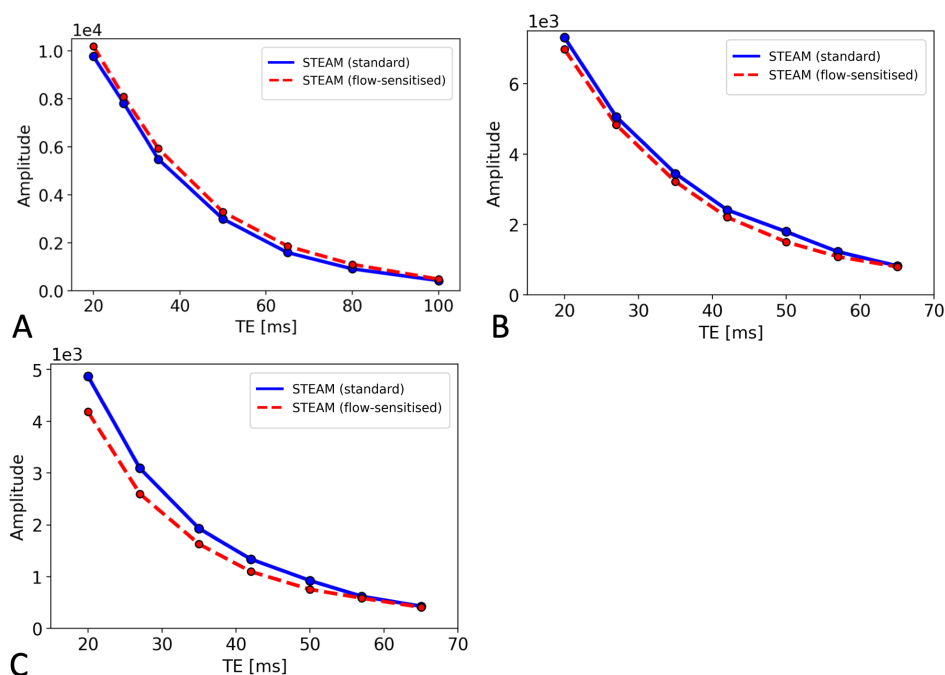 1e4
1.0
0.8
0.6
0.4
0.2
0.0
Amplitude
STEAM (standard)
STEAM (flow-sensitised)
20 40 60 80 100
TE [ms]
A
1e3
6
4
2
0
Amplitude
STEAM (standard)
STEAM (flow-sensitised)
20 30 40 50 60 70
TE [ms]
B
1e3
5
4
3
2
1
0
Amplitude
STEAM (standard)
STEAM (flow-sensitised)
20 30 40 50 60 70
TE [ms]
C